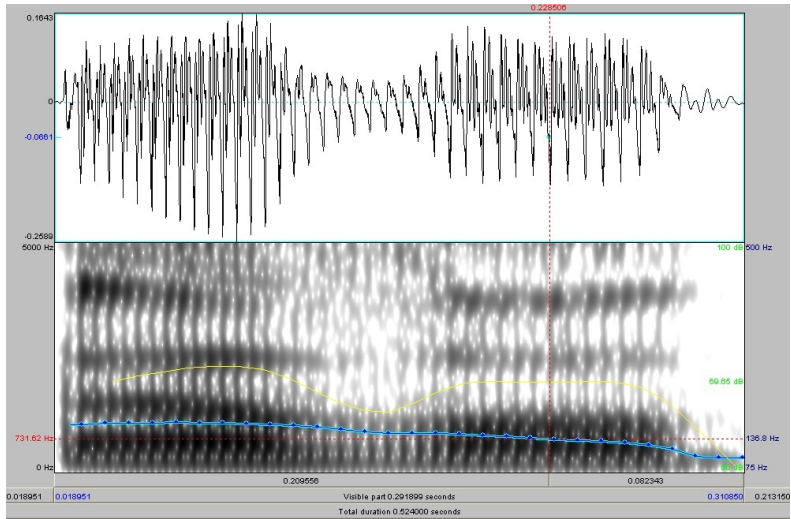 0.228506
0.1643
0
-0.0661
-0.2589
5000 Hz
100 dB
500 Hz
69.66 dB
731.62 Hz
136.8 Hz
0 Hz
75 Hz
0.209556
0.082343
0.018951
0.018951
Visible part 0.291899 seconds
0.310850
0.213150
Total duration 0.524000 seconds